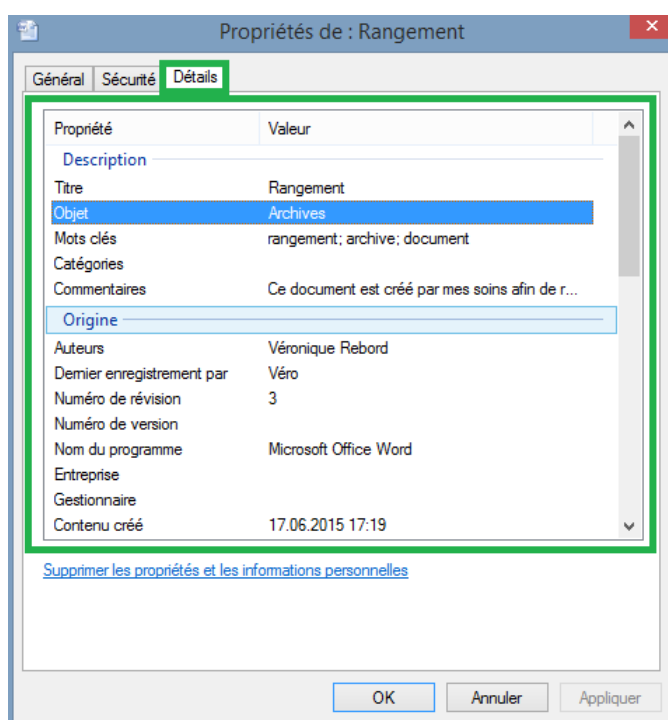 Propriétés de : Rangement
Général Sécurité Détails
Propriété Valeur
Description
Titre Rangement
Objet Archives
Mots clés rangement; archive; document
Catégories
Commentaires Ce document est créé par mes soins afin de r...
Origine
Auteurs Véronique Rebord
Dernier enregistrement par Véro
Numéro de révision 3
Numéro de version
Nom du programme Microsoft Office Word
Entreprise
Gestionnaire
Contenu créé 17.06.2015 17:19
Supprimer les propriétés et les informations personnelles
OK Annuler Appliquer